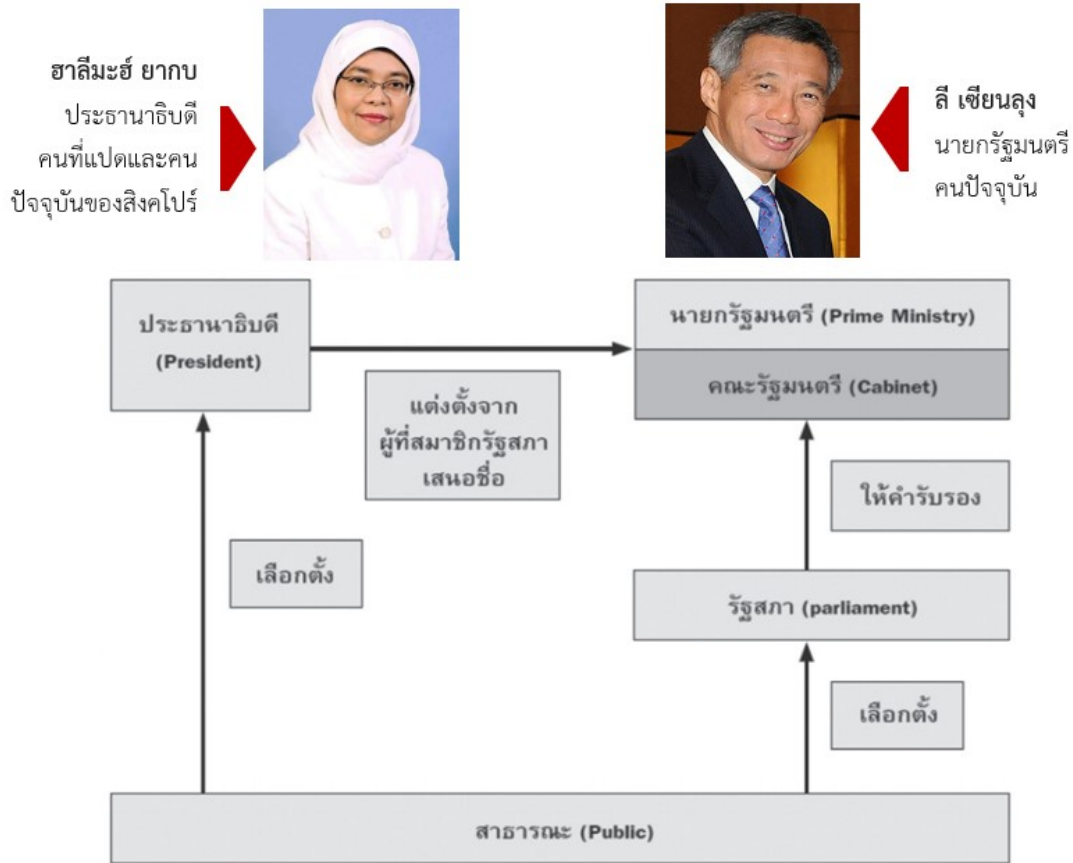 ฮาลีมะฮ์ ยากบ
ประธานาธิบดี
คนที่แปดและคน
ปัจจุบันของสิงคโปร์
ลี เซียนลุง
นายกรัฐมนตรี
คนปัจจุบัน
ประธานาธิบดี
(President)
นายกรัฐมนตรี (Prime Ministry)
คณะรัฐมนตรี (Cabinet)
แต่งตั้งจาก
ผู้ที่สมาชิกรัฐสภา
เสนอชื่อ
ให้คำรับรอง
เลือกตั้ง
รัฐสภา (parliament)
เลือกตั้ง
สาธารณะ (Public)